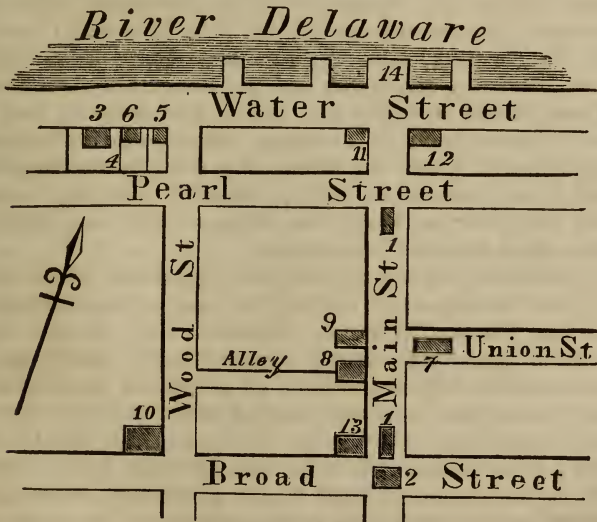 River Delaware
14
Water Street
3 6 5
4
11
12
Pearl Street
1
Wood St
Main St
9
Alley
8
7
Union St
10
13
1
Broad Street
2